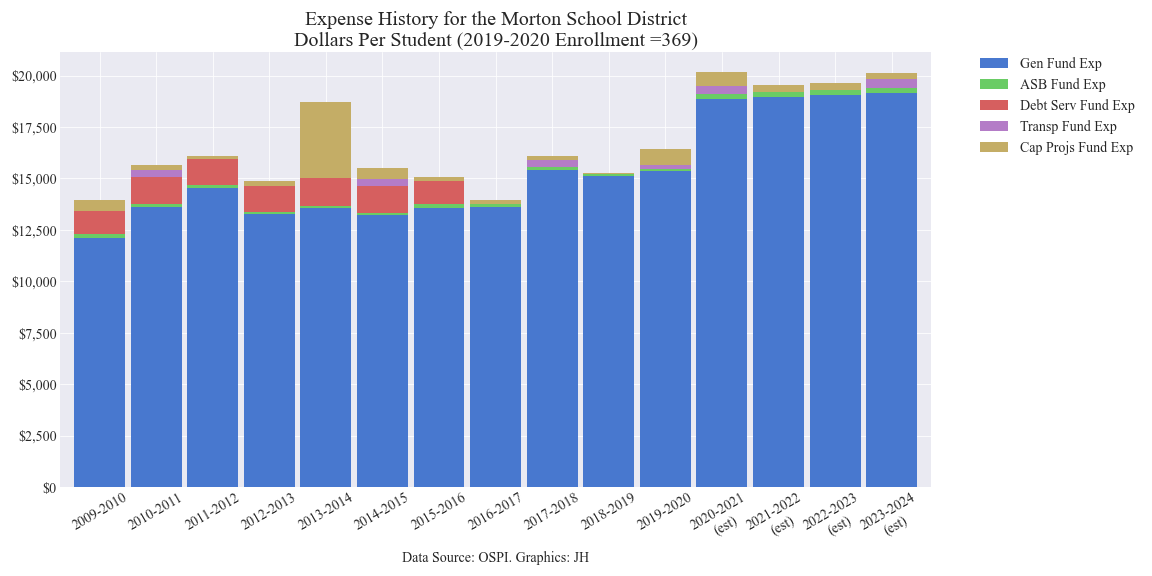 Expense History for the Morton School District
Dollars Per Student (2019-2020 Enrollment =369)
$20,000
$17,500
$15,000
$12,500
$10,000
$7,500
$5,000
$2,500
$0
2009-2010
2010-2011
2011-2012
2012-2013
2013-2014
2014-2015
2015-2016
2016-2017
2017-2018
2018-2019
2019-2020
2020-2021
(est)
2021-2022
(est)
2022-2023
(est)
2023-2024
(est)
Gen Fund Exp
ASB Fund Exp
Debt Serv Fund Exp
Transp Fund Exp
Cap Projs Fund Exp
Data Source: OSPI. Graphics: JH